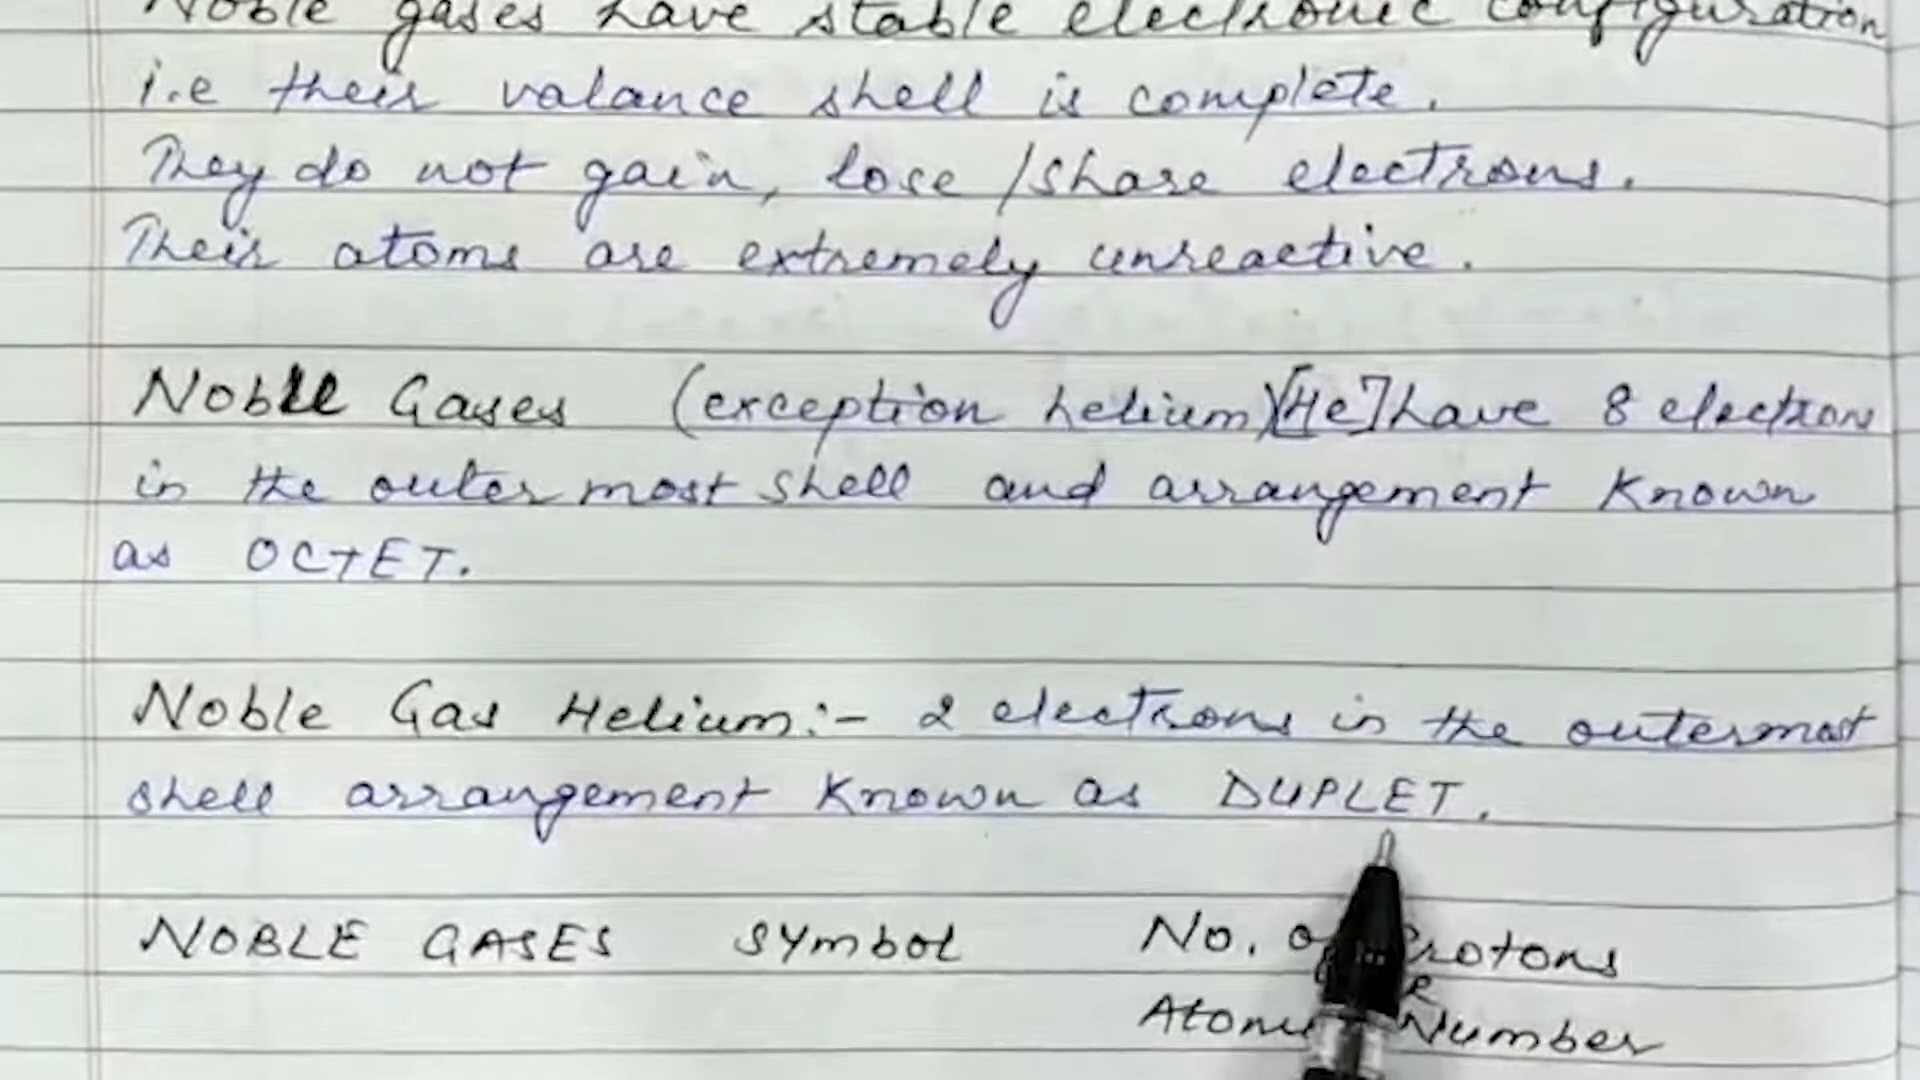 Noble gases have stable electronic configuration
i.e their valance shell is complete.
They do not gain, lose /share electrons.
Their atoms are extremely unreactive.
Noble Gases (exception helium)[He] have 8 electron
in the outer most shell and arrangement known
as OCTET.
Noble Gas Helium:- 2 electrons in the outermost
shell arrangement known as DUPLET.
NOBLE GASES symbol No. of Protons
Atomic Number